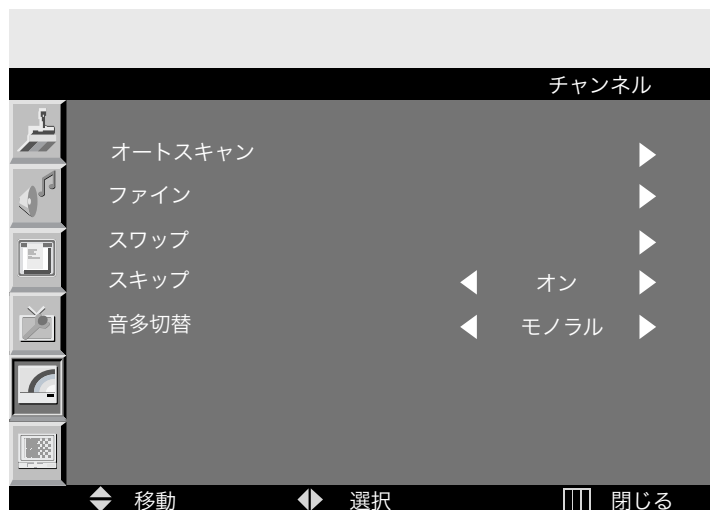 チャンネル
オートスキャン
ファイン
スワップ
スキップ オン
音多切替 モノラル
移動 選択 閉じる